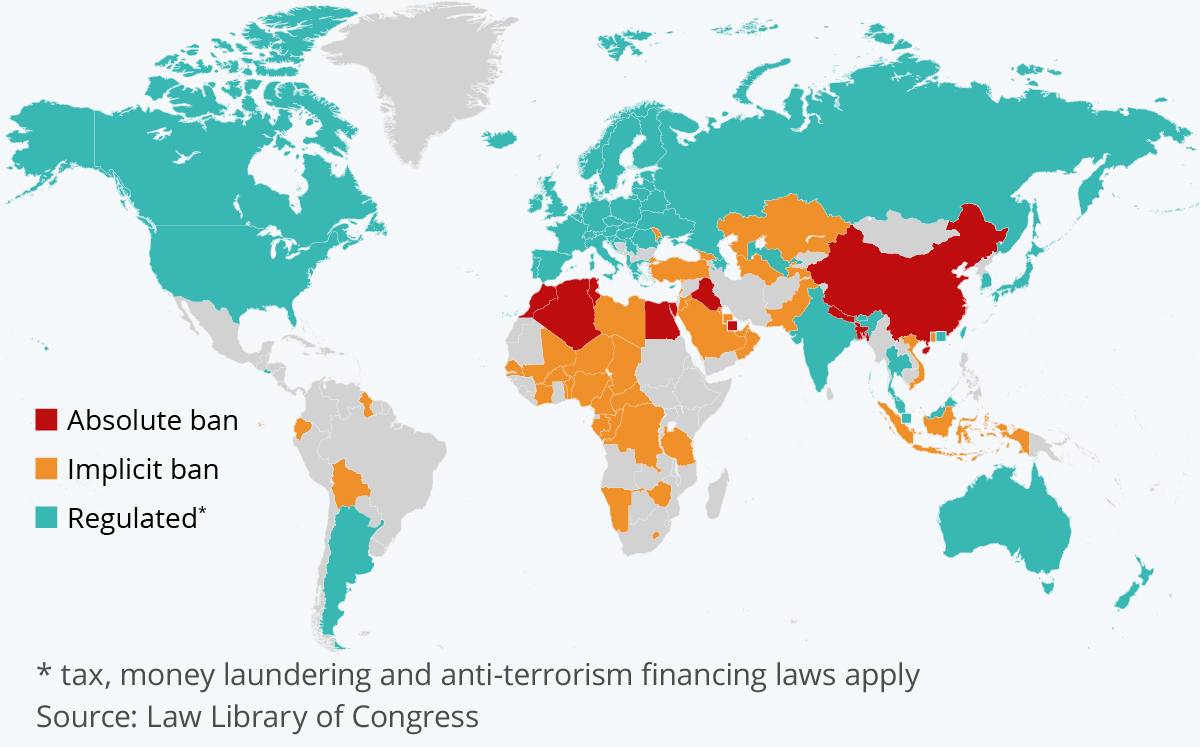 Absolute ban
Implicit ban
Regulated*
* tax, money laundering and anti-terrorism financing laws apply
Source: Law Library of Congress